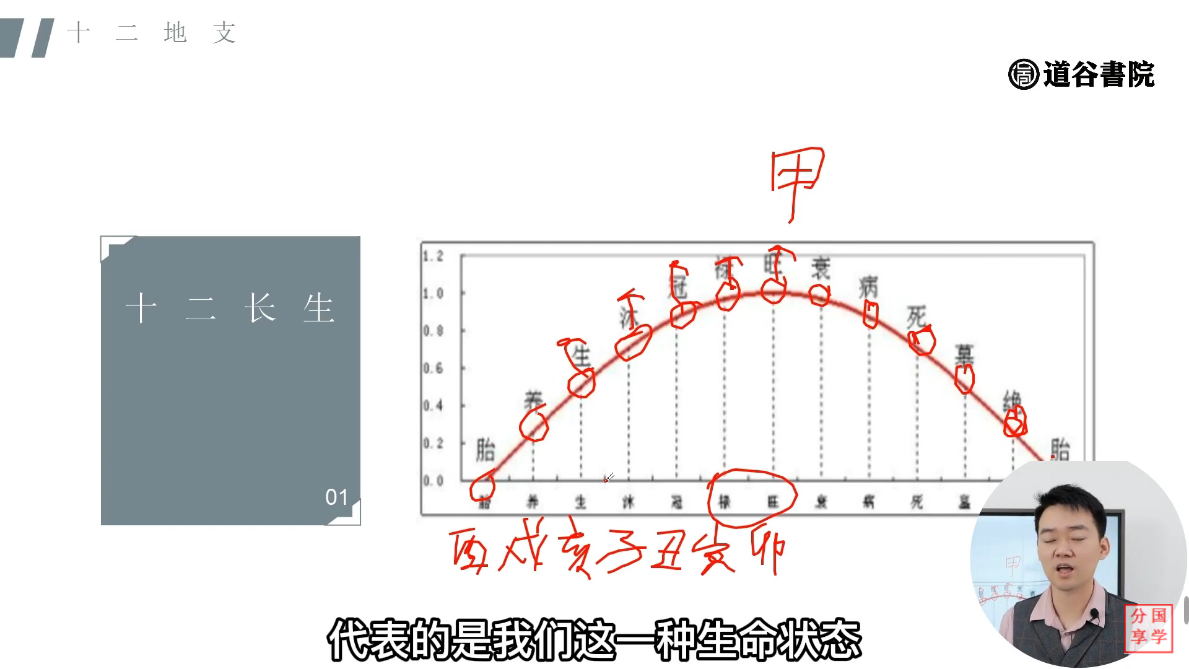 十二地支
道谷書院
甲
十二长生
01
1.2
1.0
0.8
0.6
0.4
0.2
0.0
胎 养 生 沐 冠 禄 旺 衰 病 死 墓 绝 胎
胎 养 生 沐 冠 禄 旺 衰 病 死 墓
酉戌亥子丑寅卯
甲
代表的是我们这一种生命状态
国学
分享